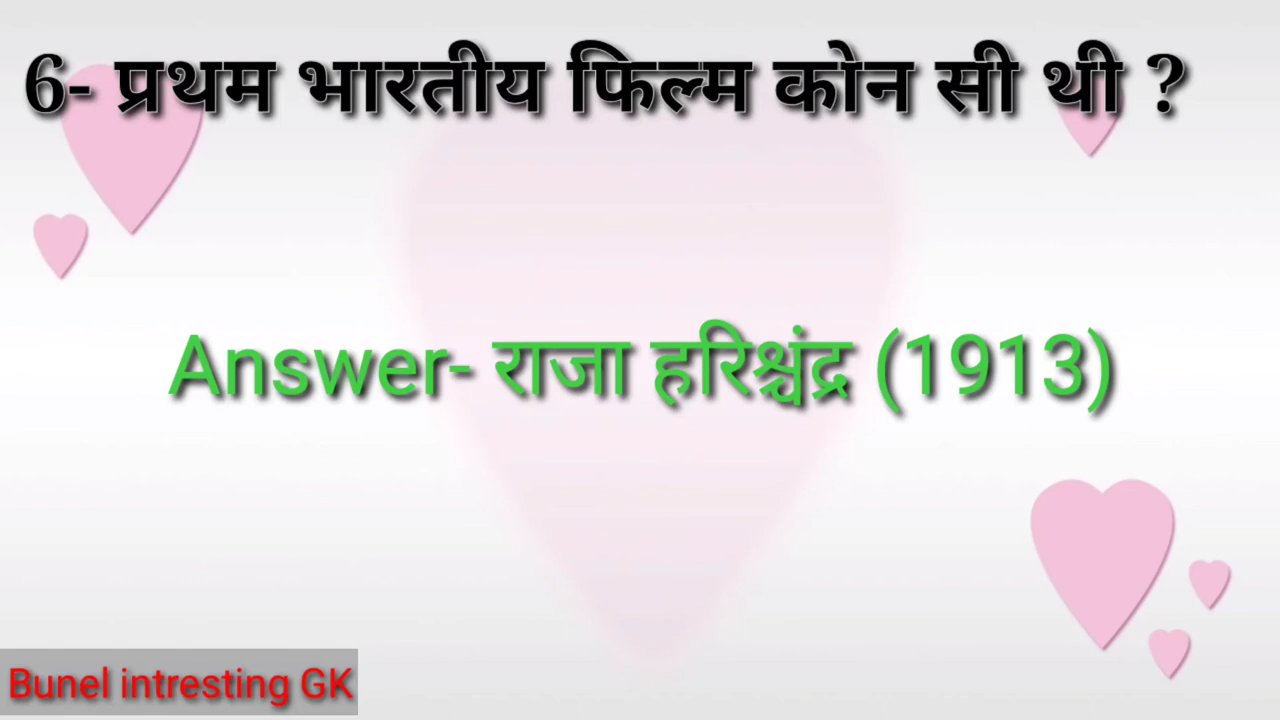 6- प्रथम भारतीय फिल्म कोन सी थी ?
Answer- राजा हरिश्चंद्र (1913)
Bunel intresting GK